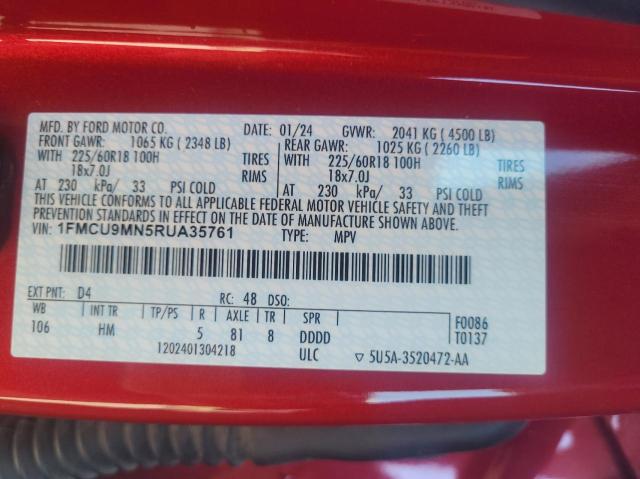 MFD. BY FORD MOTOR CO.
DATE: 01/24 GVWR: 2041 KG ( 4500 LB)
FRONT GAWR: 1065 KG ( 2348 LB)
REAR GAWR: 1025 KG ( 2260 LB)
WITH 225/60R18 100H TIRES
WITH 225/60R18 100H TIRES
18x7.0J RIMS
18x7.0J RIMS
AT 230 kPa/ 33 PSI COLD
AT 230 kPa/ 33 PSI COLD
THIS VEHICLE CONFORMS TO ALL APPLICABLE FEDERAL MOTOR VEHICLE SAFETY AND THEFT
PREVENTION STANDARDS IN EFFECT ON THE DATE OF MANUFACTURE SHOWN ABOVE.
VIN: 1FMCU9MN5RUA35761 TYPE: MPV
EXT PNT: D4 RC: 48 DSO:
WB INT TR TP/PS R AXLE TR SPR
106 HM 5 81 8 DDDD
F0086
T0137
1202401304218 ULC ▽ 5U5A-3520472-AA